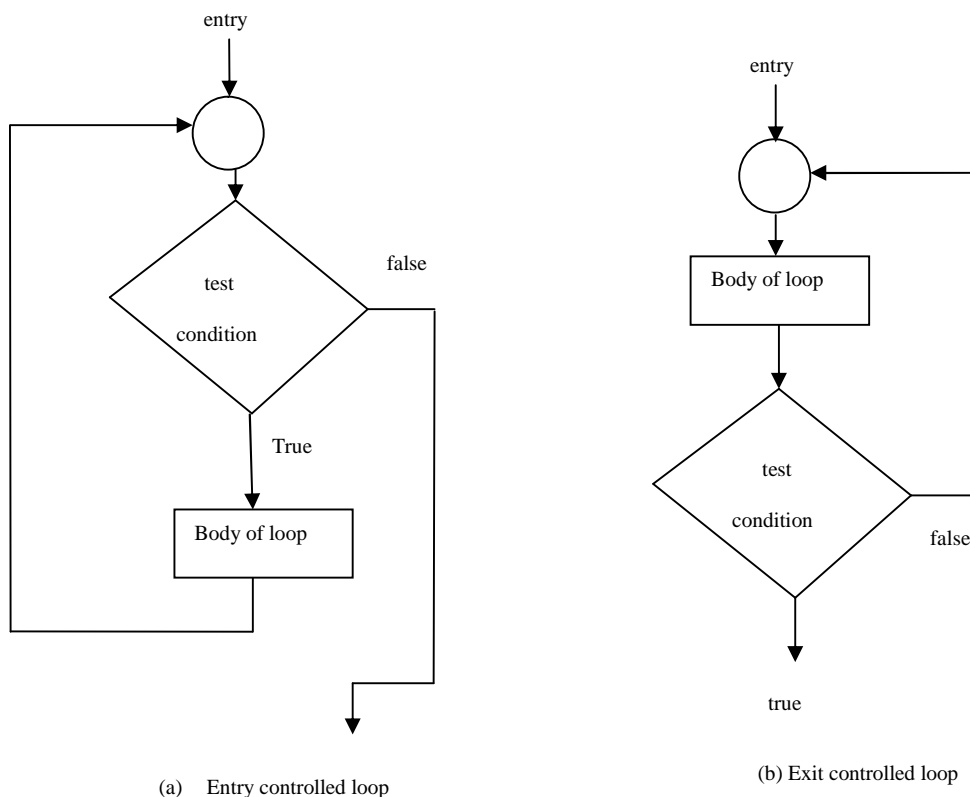 entry
false
test
condition
True
Body of loop
(a) Entry controlled loop
entry
Body of loop
test
condition
false
true
(b) Exit controlled loop